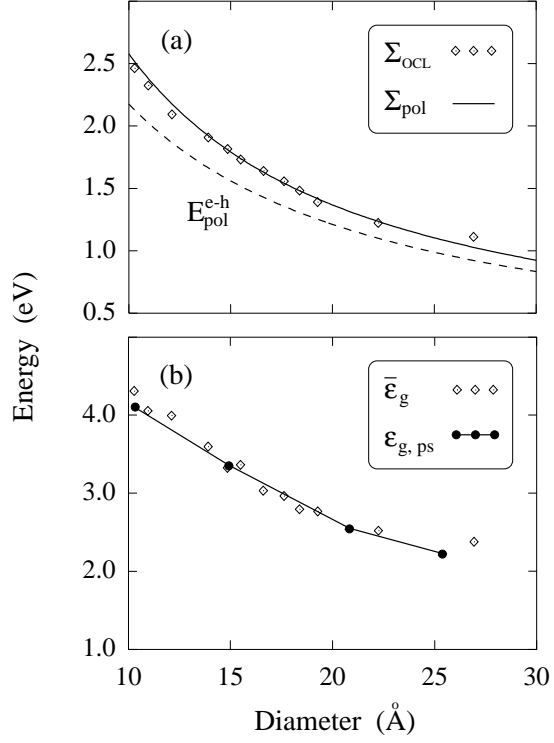 (a)
Σ_OCL
Σ_pol
E_pol^e-h
2.5
2.0
1.5
1.0
0.5
Energy (eV)
(b)
ε̄_g
ε_g, ps
4.0
3.0
2.0
1.0
10 15 20 25 30
Diameter (Å)